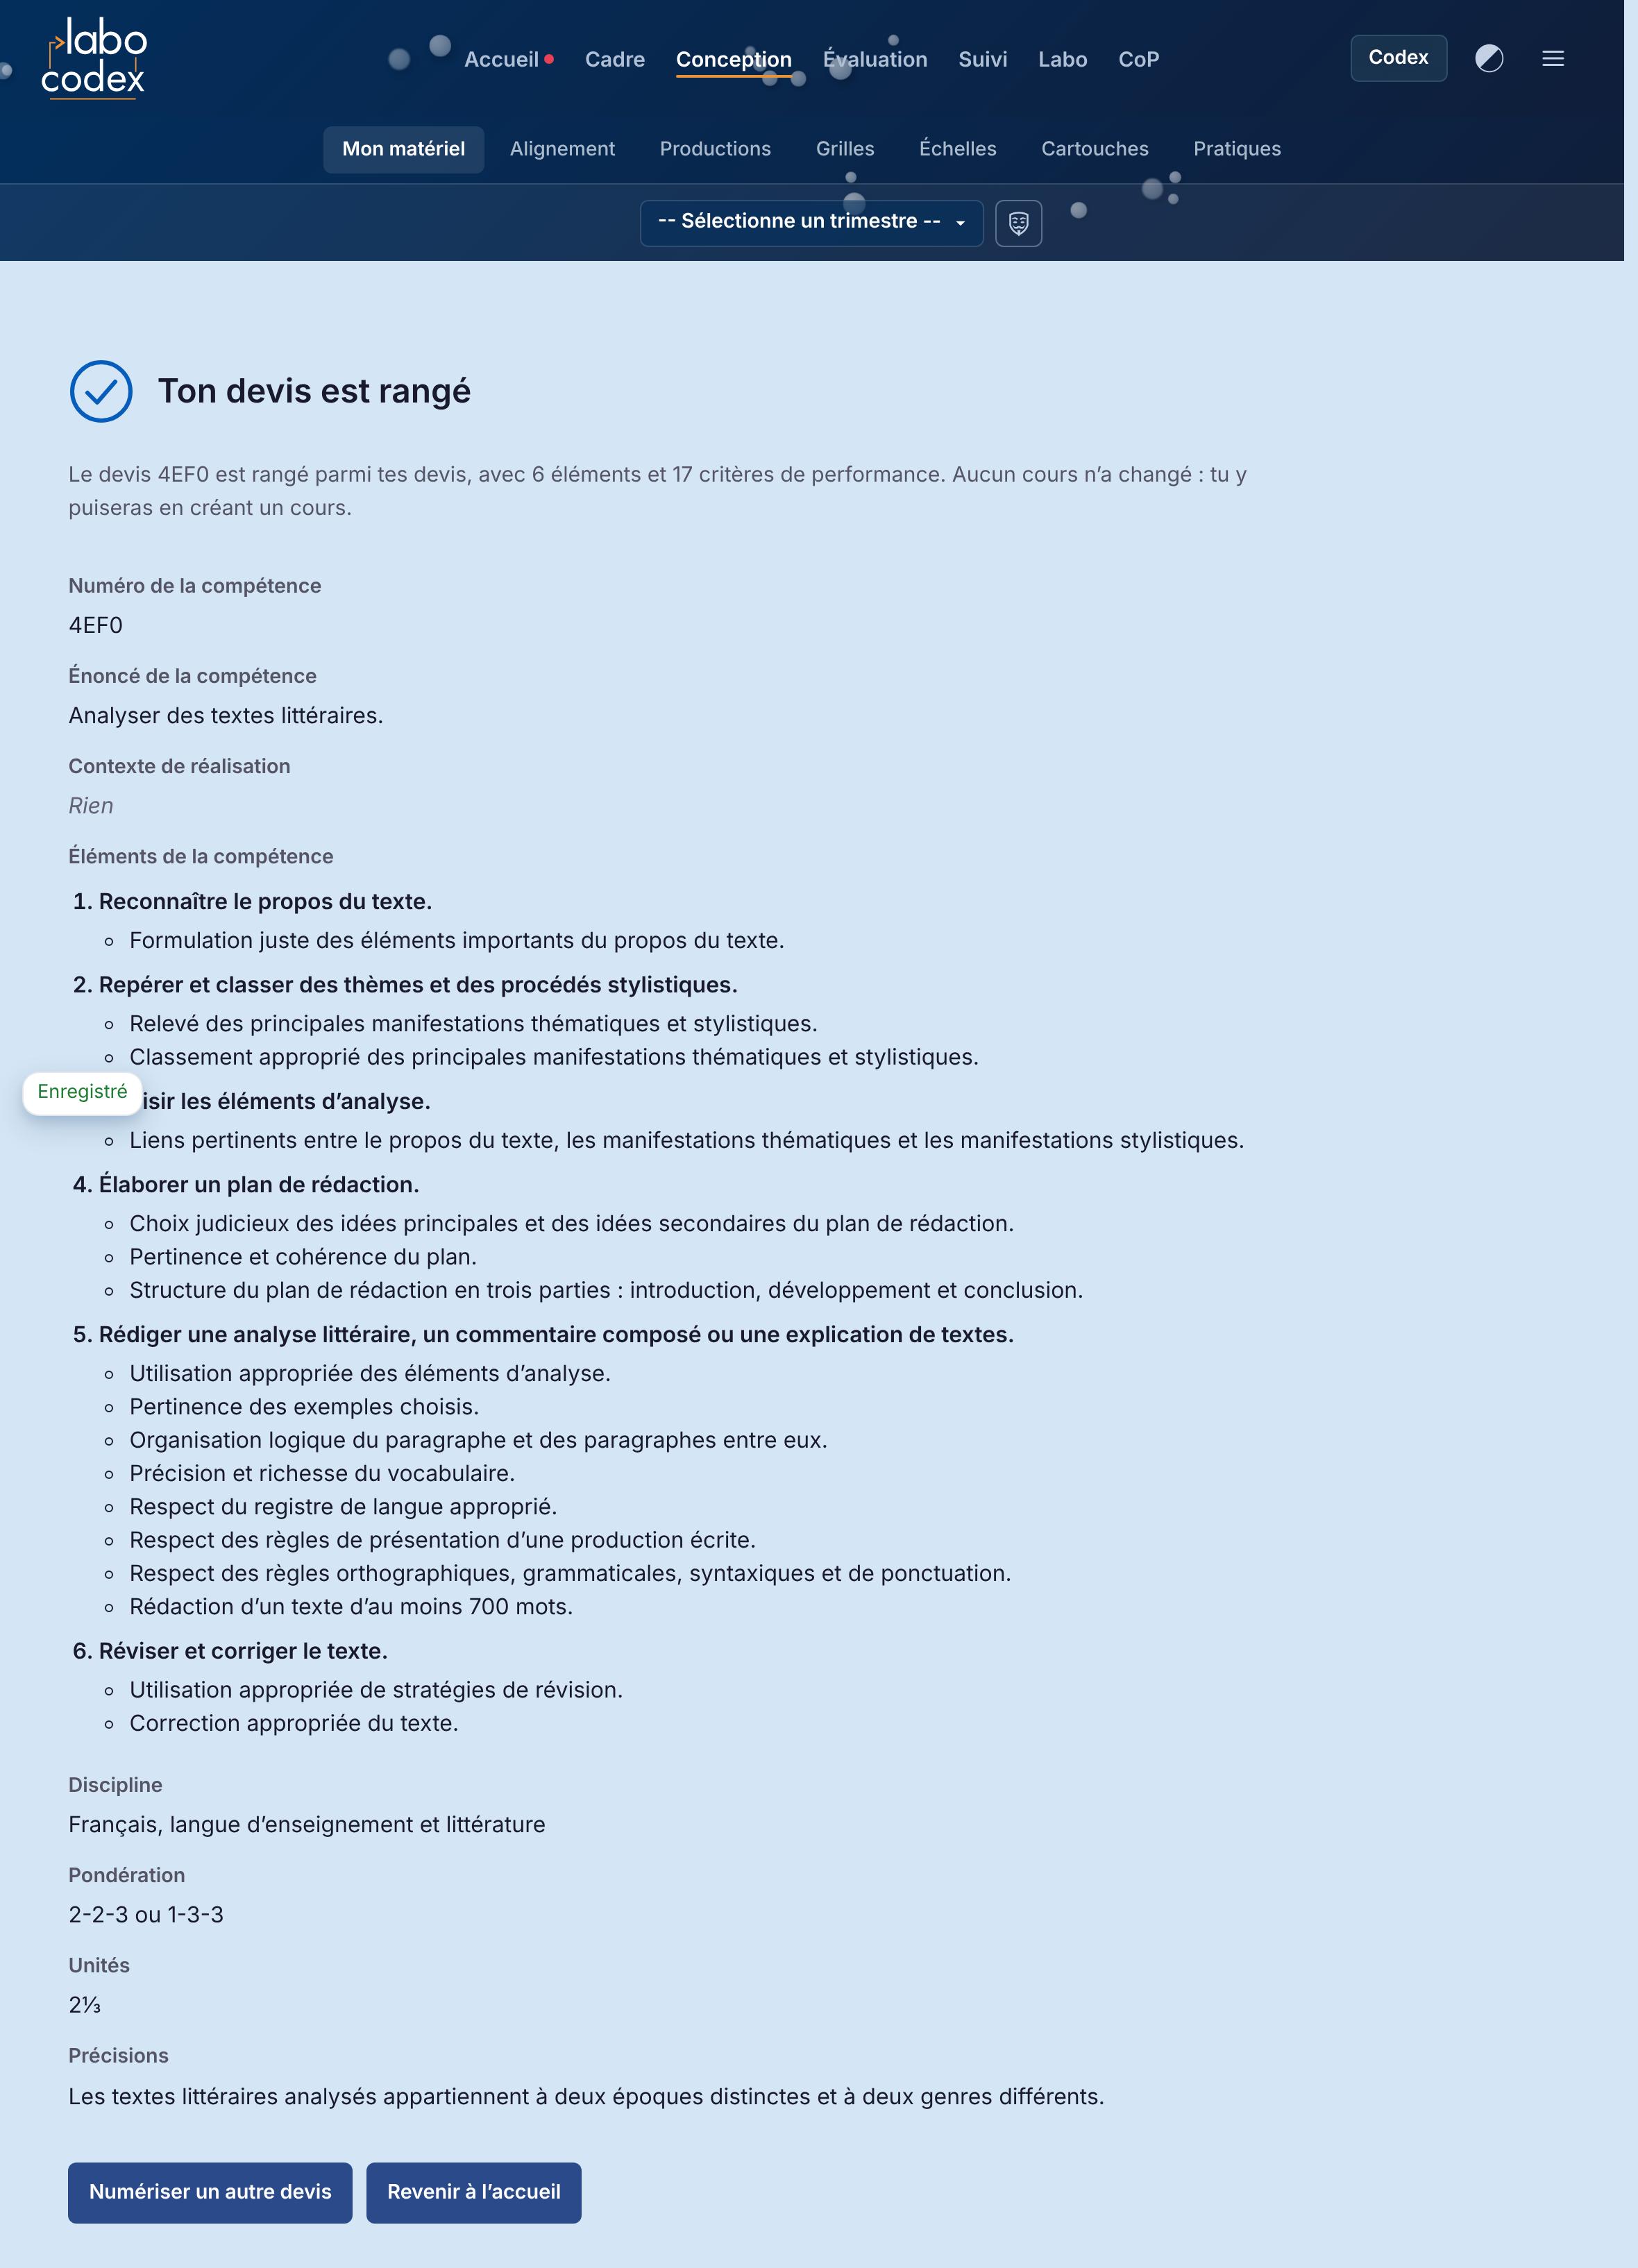 labo
codex
Accueil
Cadre
Conception
Évaluation
Suivi
Labo
CoP
Codex
Mon matériel
Alignement
Productions
Grilles
Échelles
Cartouches
Pratiques
-- Sélectionne un trimestre --
Ton devis est rangé
Le devis 4EF0 est rangé parmi tes devis, avec 6 éléments et 17 critères de performance. Aucun cours n’a changé : tu y
puiseras en créant un cours.
Numéro de la compétence
4EF0
Énoncé de la compétence
Analyser des textes littéraires.
Contexte de réalisation
Rien
Éléments de la compétence
1. Reconnaître le propos du texte.
Formulation juste des éléments importants du propos du texte.
2. Repérer et classer des thèmes et des procédés stylistiques.
Relevé des principales manifestations thématiques et stylistiques.
Classement approprié des principales manifestations thématiques et stylistiques.
Enregistré
isir les éléments d’analyse.
Liens pertinents entre le propos du texte, les manifestations thématiques et les manifestations stylistiques.
4. Élaborer un plan de rédaction.
Choix judicieux des idées principales et des idées secondaires du plan de rédaction.
Pertinence et cohérence du plan.
Structure du plan de rédaction en trois parties : introduction, développement et conclusion.
5. Rédiger une analyse littéraire, un commentaire composé ou une explication de textes.
Utilisation appropriée des éléments d’analyse.
Pertinence des exemples choisis.
Organisation logique du paragraphe et des paragraphes entre eux.
Précision et richesse du vocabulaire.
Respect du registre de langue approprié.
Respect des règles de présentation d’une production écrite.
Respect des règles orthographiques, grammaticales, syntaxiques et de ponctuation.
Rédaction d’un texte d’au moins 700 mots.
6. Réviser et corriger le texte.
Utilisation appropriée de stratégies de révision.
Correction appropriée du texte.
Discipline
Français, langue d’enseignement et littérature
Pondération
2-2-3 ou 1-3-3
Unités
2⅓
Précisions
Les textes littéraires analysés appartiennent à deux époques distinctes et à deux genres différents.
Numériser un autre devis
Revenir à l’accueil